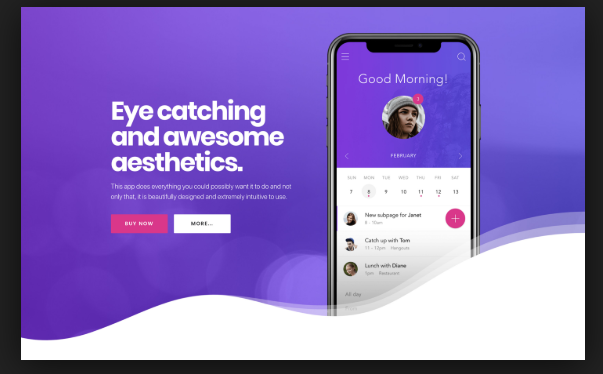 Eye catching
and awesome
aesthetics.
This app does everything you could possibly want it to do and not
only that, it is beautifully designed and extremely intuitive to use.
BUY NOW
MORE...
Good Morning!
FEBRUARY
SUN MON TUE WED THU FRI SAT
7 8 9 10 11 12 13
New subpage for Janet
8 - 10am
Catch up with Tom
11 - 12pm Hangouts
Lunch with Diane
1pm Restaurant
All day